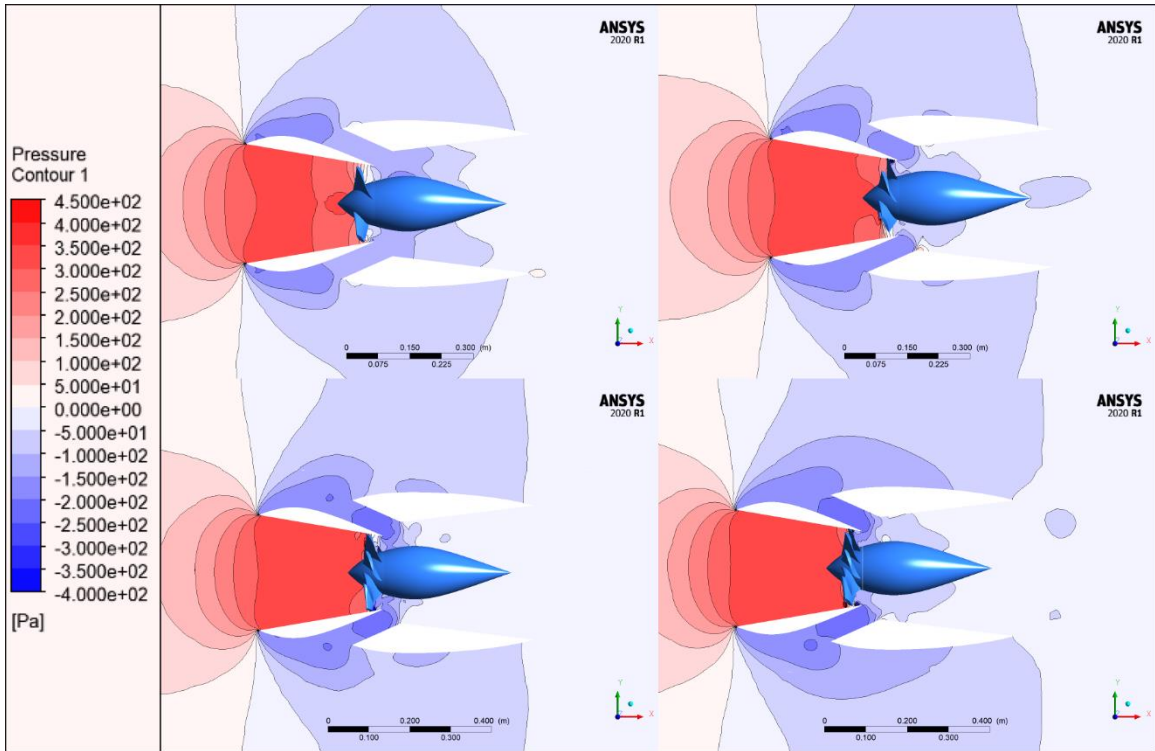 Pressure
Contour 1
4.500e+02
4.000e+02
3.500e+02
3.000e+02
2.500e+02
2.000e+02
1.500e+02
1.000e+02
5.000e+01
0.000e+00
-5.000e+01
-1.000e+02
-1.500e+02
-2.000e+02
-2.500e+02
-3.000e+02
-3.500e+02
-4.000e+02
[Pa]
ANSYS
2020 R1
Y
X
0 0.150 0.300 (m)
0.075 0.225
ANSYS
2020 R1
Y
X
0 0.150 0.300 (m)
0.075 0.225
ANSYS
2020 R1
Y
X
0 0.200 0.400 (m)
0.100 0.300
ANSYS
2020 R1
Y
X
0 0.200 0.400 (m)
0.100 0.300